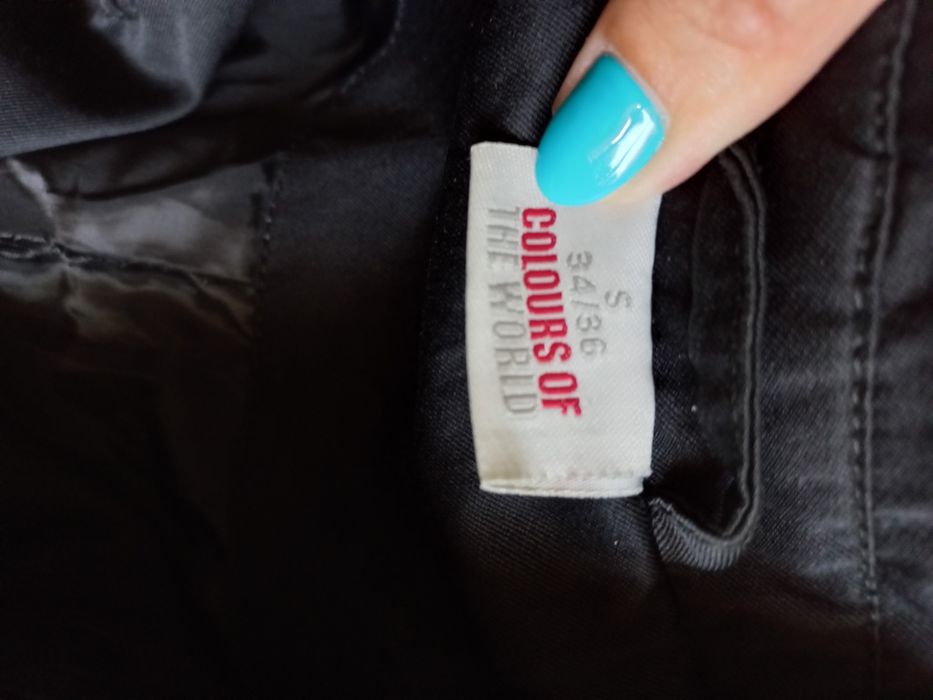 S
34/36
COLOURS OF
THE WORLD